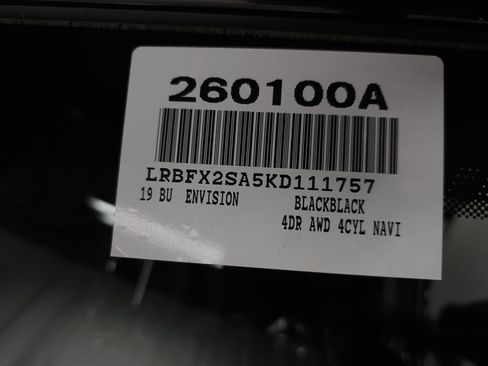 260100A
LRBFX2SA5KD111757
19 BU ENVISION BLACKBLACK
4DR AWD 4CYL NAVI